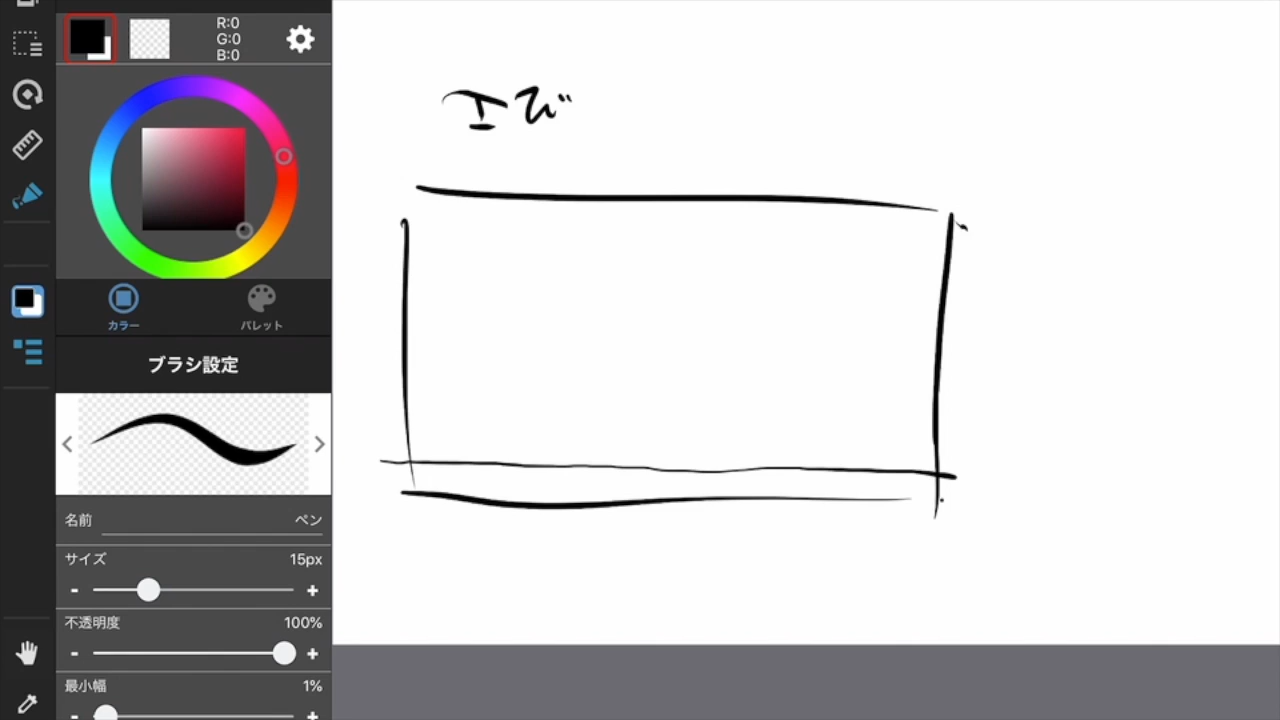 R:0
G:0
B:0
カラー
パレット
ブラシ設定
名前 ペン
サイズ 15px
- +
不透明度 100%
- +
最小幅 1%
- +
エび